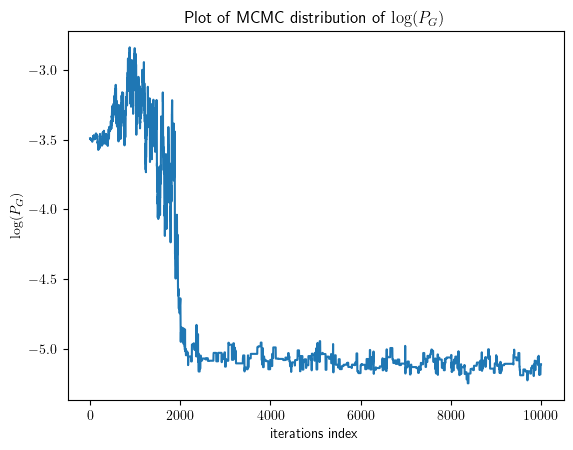 Plot of MCMC distribution of log(P_G)
log(P_G)
−3.0
−3.5
−4.0
−4.5
−5.0
0 2000 4000 6000 8000 10000
iterations index